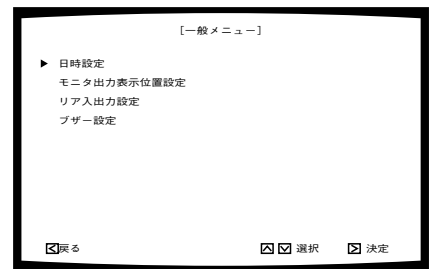 [一般メニュー]
▶ 日時設定
モニタ出力表示位置設定
リア入出力設定
ブザー設定
戻る 選択 決定